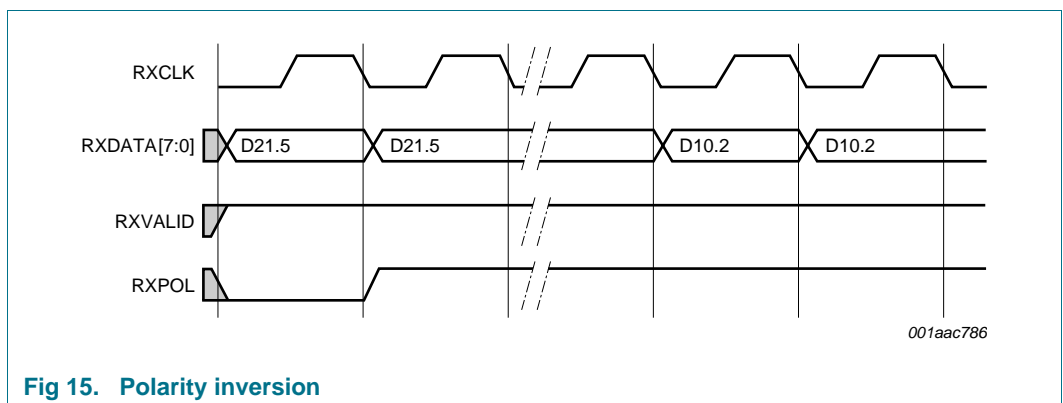 RXCLK
RXDATA[7:0] D21.5 D21.5 D10.2 D10.2
RXVALID
RXPOL
001aac786
Fig 15. Polarity inversion